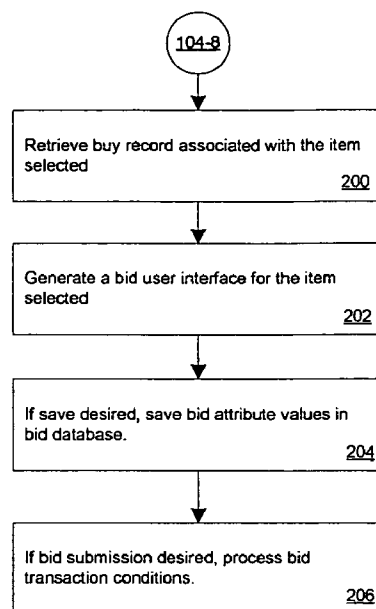 104-8
Retrieve buy record associated with the item
selected
200
Generate a bid user interface for the item
selected
202
If save desired, save bid attribute values in
bid database.
204
If bid submission desired, process bid
transaction conditions.
206